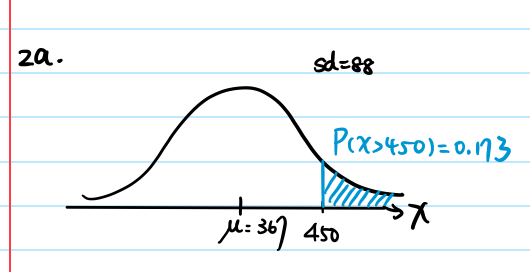 2a.
sd=88
P(x>450)=0.173
x
μ=367
450